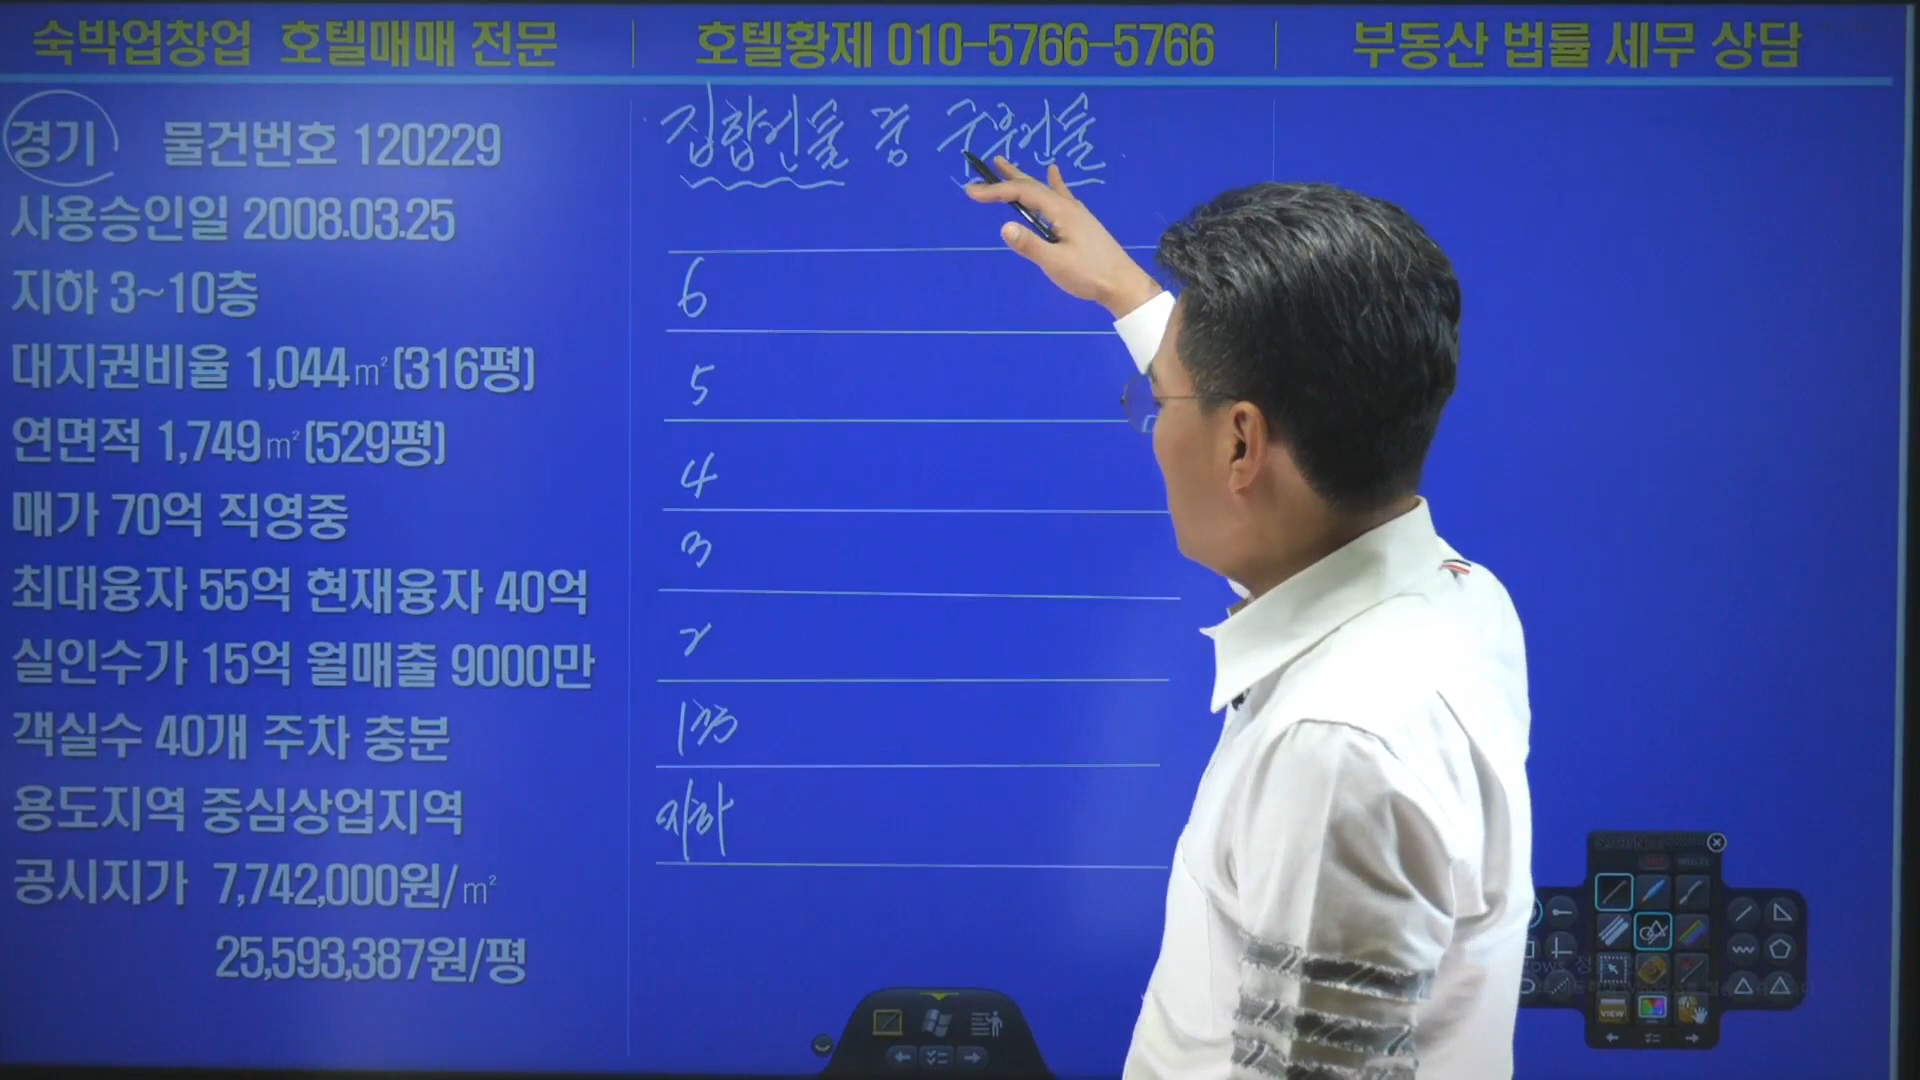 숙박업창업 호텔매매 전문
호텔황제 010-5766-5766
부동산 법률 세무 상담
경기 물건번호 120229
사용승인일 2008.03.25
지하 3~10층
대지권비율 1,044㎡(316평)
연면적 1,749㎡(529평)
매가 70억 직영중
최대융자 55억 현재융자 40억
실인수가 15억 월매출 9000만
객실수 40개 주차 충분
용도지역 중심상업지역
공시지가 7,742,000원/㎡
25,593,387원/평
집합건물 중 구분건물
6
5
4
3
2
1층
지하
VIEW